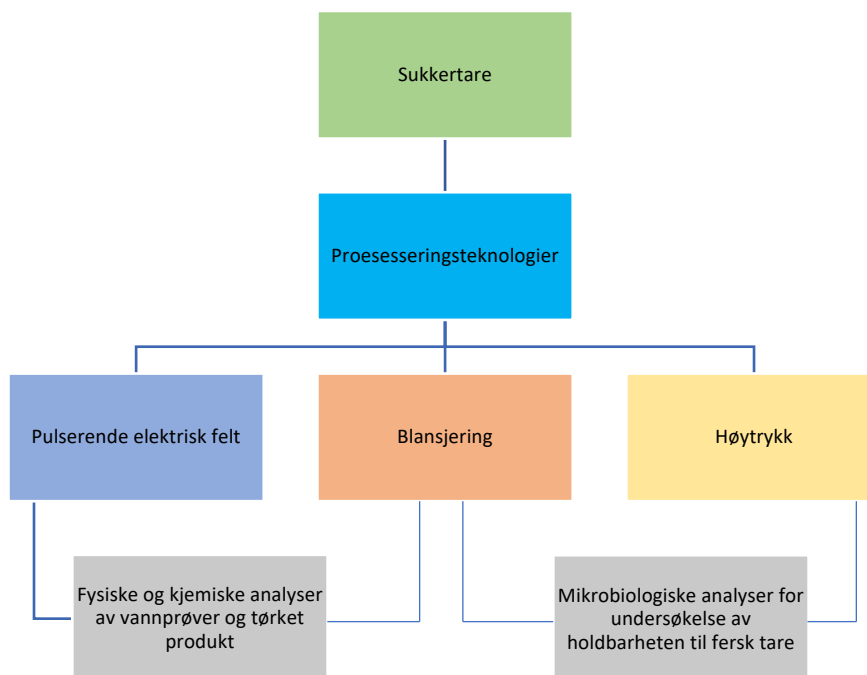 Sukkertare
Proesesseringsteknologier
Pulserende elektrisk felt
Blansjering
Høytrykk
Fysiske og kjemiske analyser
av vannprøver og tørket
produkt
Mikrobiologiske analyser for
undersøkelse av
holdbarheten til fersk tare